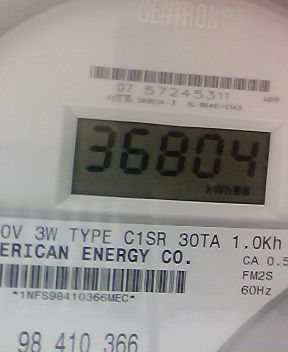 CENTRON®
07 57245311
36804
kWh
0V 3W TYPE C1SR 30TA 1.0Kh
ERICAN ENERGY CO.
CA 0.5
FM2S
*1NFS98410366MEC*
60Hz
98 410 366